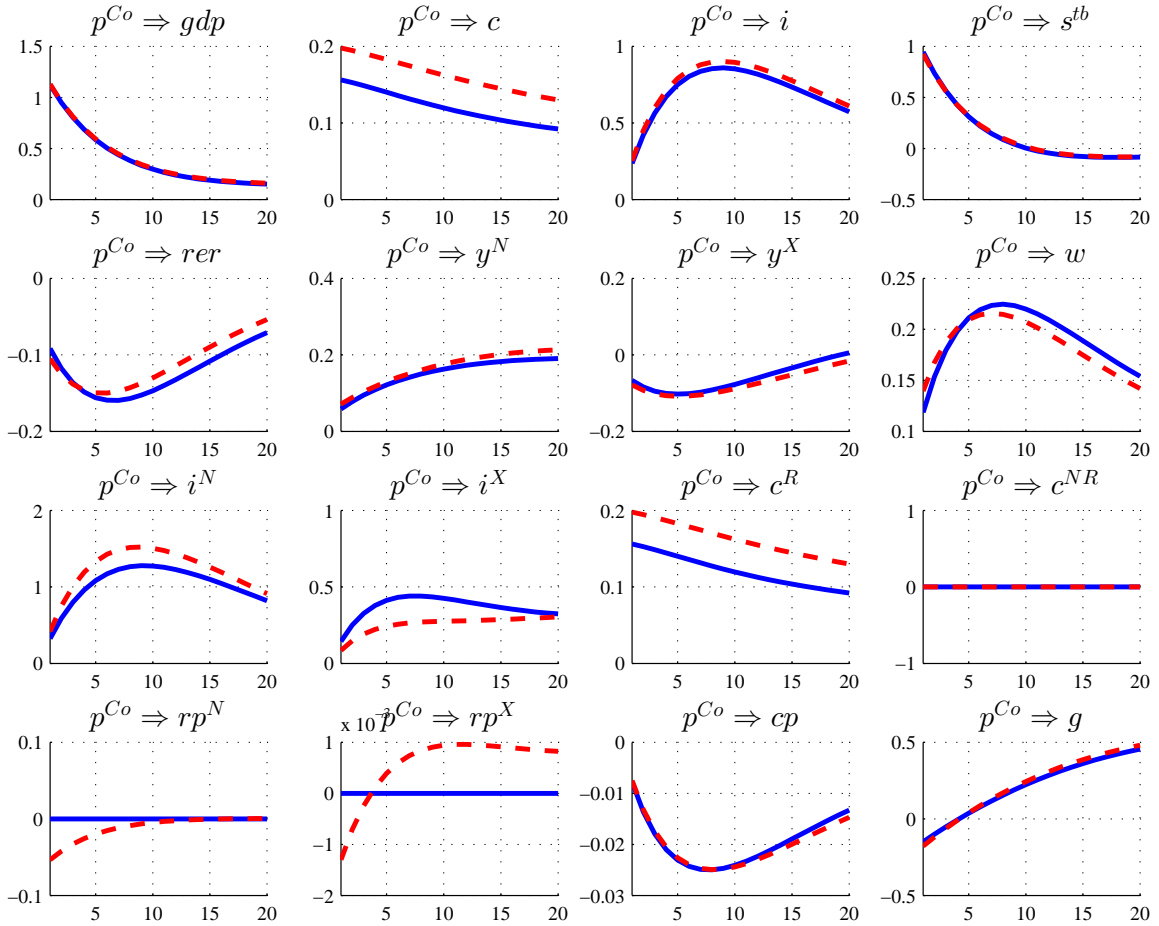 p^{Co} ⇒ gdp
p^{Co} ⇒ c
p^{Co} ⇒ i
p^{Co} ⇒ s^{tb}
1.5
1
0.5
0
5 10 15 20
0.2
0.1
0
5 10 15 20
1
0.5
0
5 10 15 20
1
0.5
0
−0.5
5 10 15 20
p^{Co} ⇒ rer
p^{Co} ⇒ y^N
p^{Co} ⇒ y^X
p^{Co} ⇒ w
0
−0.1
−0.2
5 10 15 20
0.4
0.2
0
5 10 15 20
0.2
0
−0.2
5 10 15 20
0.25
0.2
0.15
0.1
5 10 15 20
p^{Co} ⇒ i^N
p^{Co} ⇒ i^X
p^{Co} ⇒ c^R
p^{Co} ⇒ c^{NR}
2
1
0
5 10 15 20
1
0.5
0
5 10 15 20
0.2
0.1
0
5 10 15 20
1
0
−1
5 10 15 20
p^{Co} ⇒ rp^N
x 10^{−3}
p^{Co} ⇒ rp^X
p^{Co} ⇒ cp
p^{Co} ⇒ g
0.1
0
−0.1
5 10 15 20
1
0
−1
−2
5 10 15 20
0
−0.01
−0.02
−0.03
5 10 15 20
0.5
0
−0.5
5 10 15 20